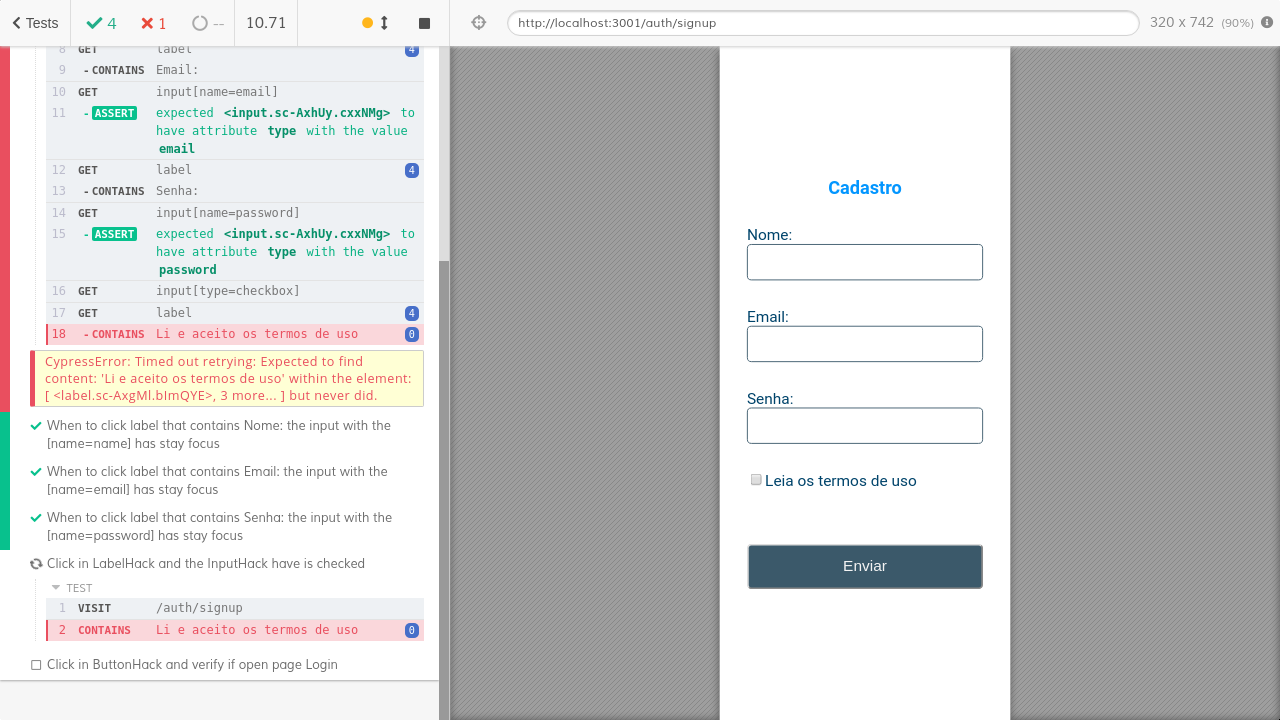 Tests 4 1 -- 10.71
http://localhost:3001/auth/signup 320 x 742 (90%)
8 GET label 4
9 -CONTAINS Email:
10 GET input[name=email]
11 -ASSERT expected <input.sc-AxhUy.cxxNMg> to
have attribute type with the value
email
12 GET label 4
13 -CONTAINS Senha:
14 GET input[name=password]
15 -ASSERT expected <input.sc-AxhUy.cxxNMg> to
have attribute type with the value
password
16 GET input[type=checkbox]
17 GET label 4
18 -CONTAINS Li e aceito os termos de uso 0
CypressError: Timed out retrying: Expected to find
content: 'Li e aceito os termos de uso' within the element:
[ <label.sc-AxgMl.bImQYE>, 3 more... ] but never did.
When to click label that contains Nome: the input with the
[name=name] has stay focus
When to click label that contains Email: the input with the
[name=email] has stay focus
When to click label that contains Senha: the input with the
[name=password] has stay focus
Click in LabelHack and the InputHack have is checked
TEST
1 VISIT /auth/signup
2 CONTAINS Li e aceito os termos de uso 0
Click in ButtonHack and verify if open page Login
Cadastro
Nome:
Email:
Senha:
Leia os termos de uso
Enviar